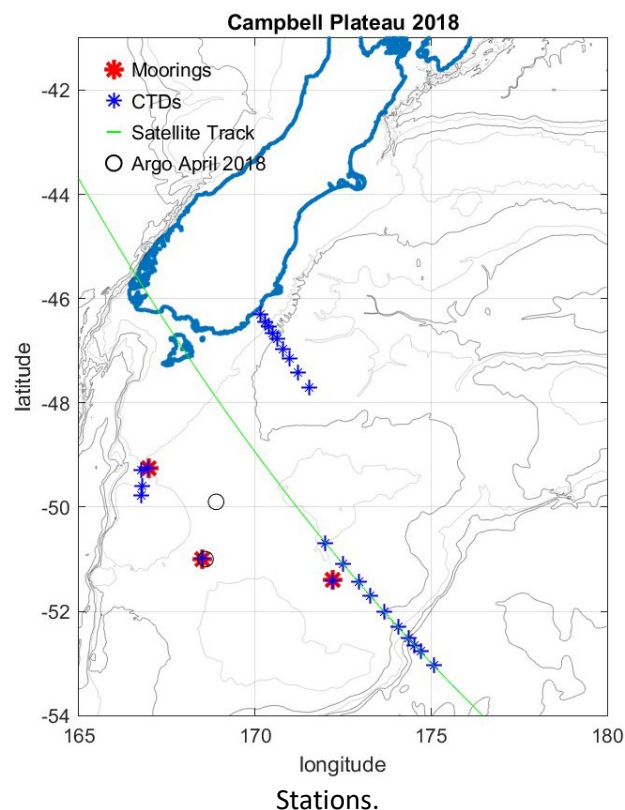 Campbell Plateau 2018
Moorings
CTDs
Satellite Track
Argo April 2018
-42
-44
-46
-48
-50
-52
-54
latitude
165
170
175
180
longitude
Stations.